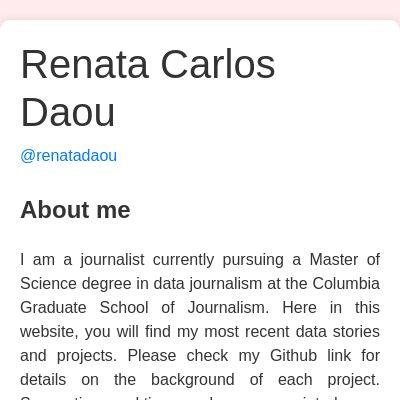 Renata Carlos
Daou
@renatadaou
About me
I am a journalist currently pursuing a Master of
Science degree in data journalism at the Columbia
Graduate School of Journalism. Here in this
website, you will find my most recent data stories
and projects. Please check my Github link for
details on the background of each project.